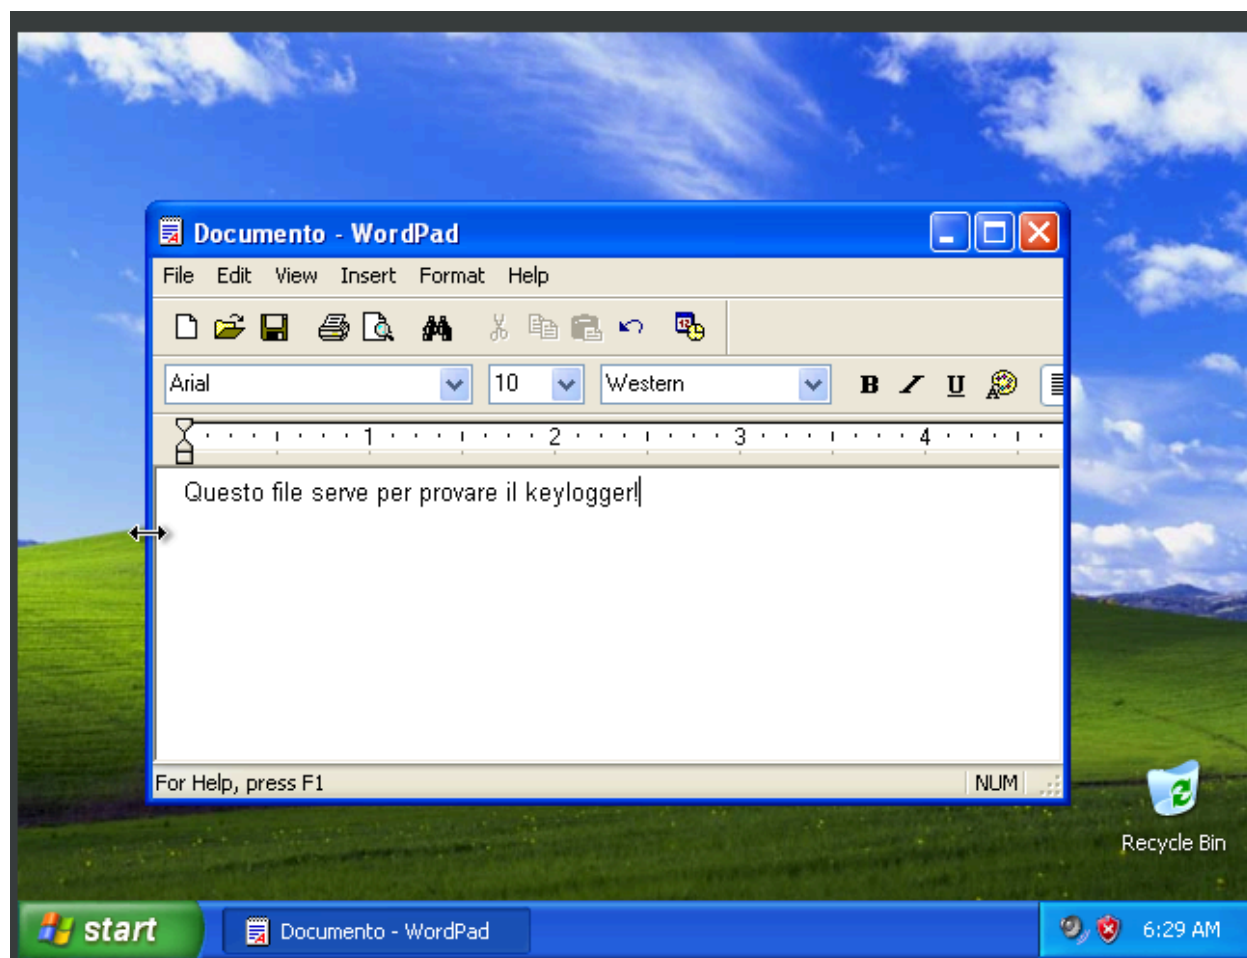 Documento - WordPad
File Edit View Insert Format Help
Arial 10 Western B I U A
1 2 3 4
Questo file serve per provare il keylogger!
For Help, press F1 NUM
Recycle Bin
start Documento - WordPad 6:29 AM